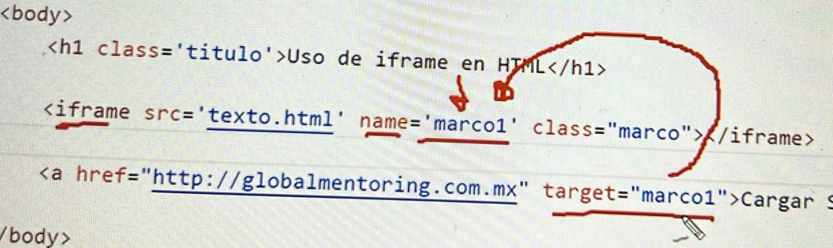 <body>
<h1 class='titulo'>Uso de iframe en HTML</h1>
<iframe src='texto.html' name='marco1' class="marco"></iframe>
<a href="http://globalmentoring.com.mx" target="marco1">Cargar
/body>